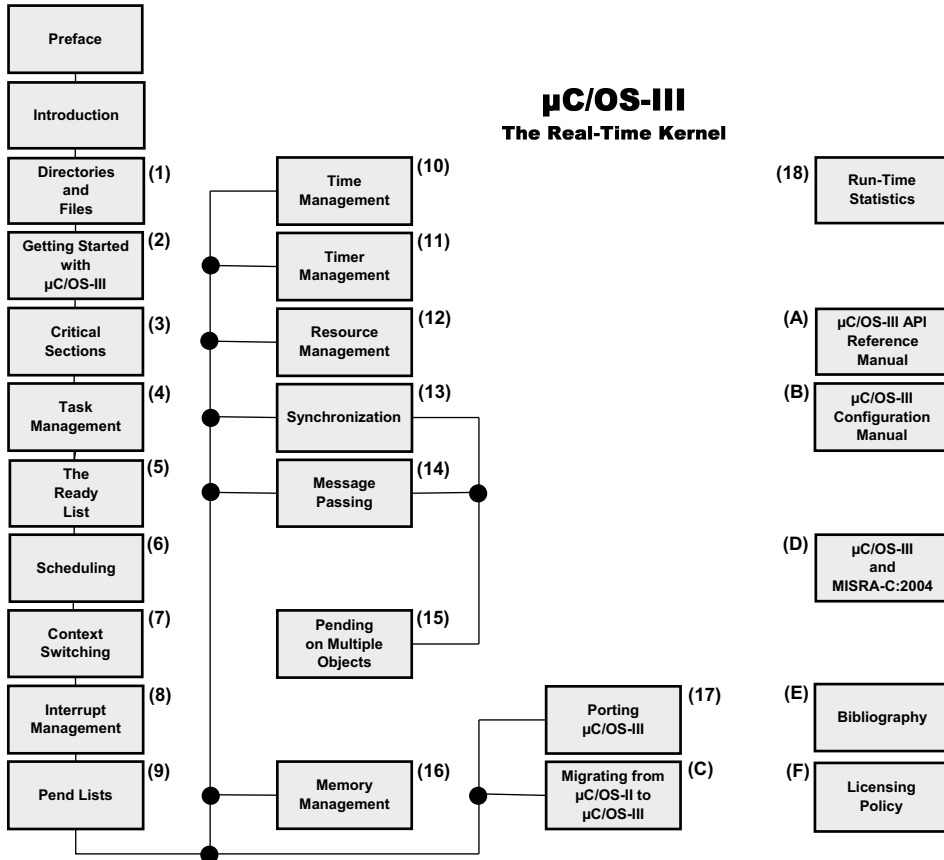 Preface
Introduction
µC/OS-III
The Real-Time Kernel
Directories
and
Files
(1)
Getting Started
with
µC/OS-III
(2)
Critical
Sections
(3)
Task
Management
(4)
The
Ready
List
(5)
Scheduling
(6)
Context
Switching
(7)
Interrupt
Management
(8)
Pend Lists
(9)
Time
Management
(10)
Timer
Management
(11)
Resource
Management
(12)
Synchronization
(13)
Message
Passing
(14)
Pending
on Multiple
Objects
(15)
Memory
Management
(16)
Porting
µC/OS-III
(17)
Migrating from
µC/OS-II to
µC/OS-III
(C)
(18)
Run-Time
Statistics
(A)
µC/OS-III API
Reference
Manual
(B)
µC/OS-III
Configuration
Manual
(D)
µC/OS-III
and
MISRA-C:2004
(E)
Bibliography
(F)
Licensing
Policy